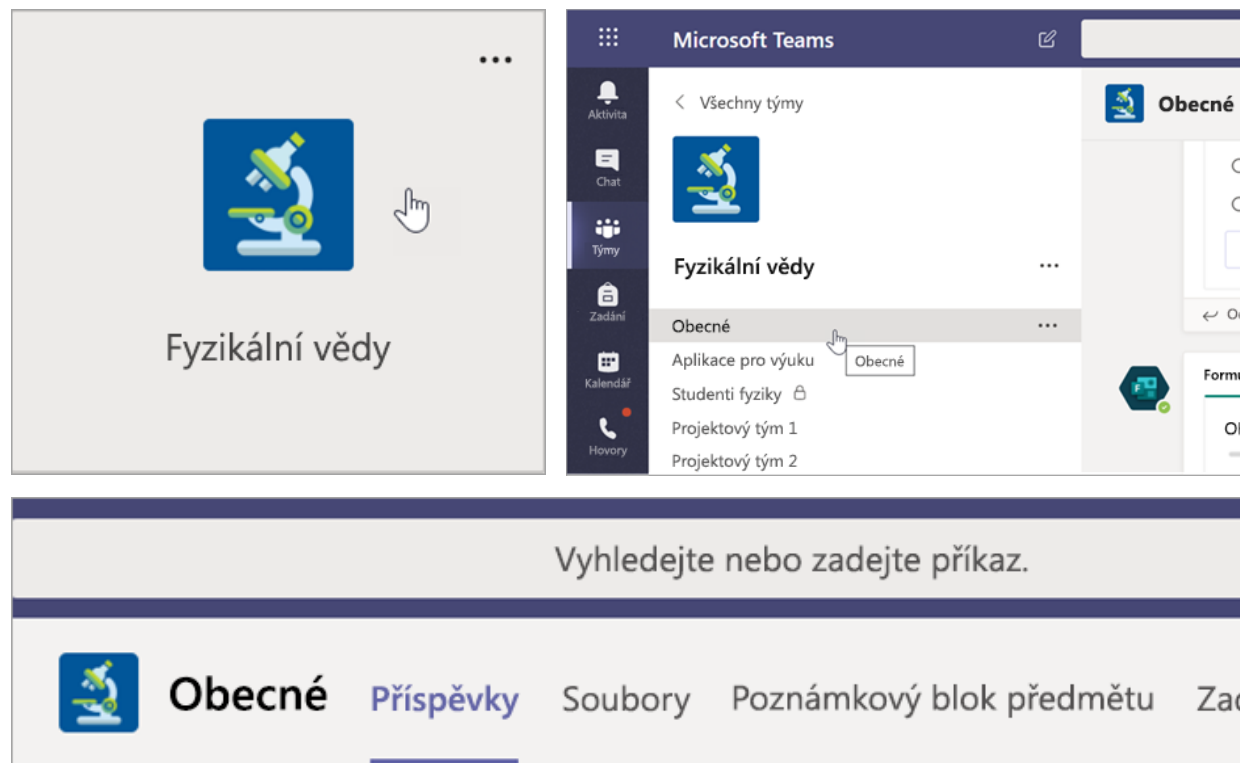 Fyzikální vědy
Microsoft Teams
Aktivita
Chat
Týmy
Zadání
Kalendář
Hovory
Všechny týmy
Fyzikální vědy
Obecné
Obecné
Aplikace pro výuku
Studenti fyziky
Projektový tým 1
Projektový tým 2
Obecné
Vyhledejte nebo zadejte příkaz.
Obecné Příspěvky Soubory Poznámkový blok předmětu